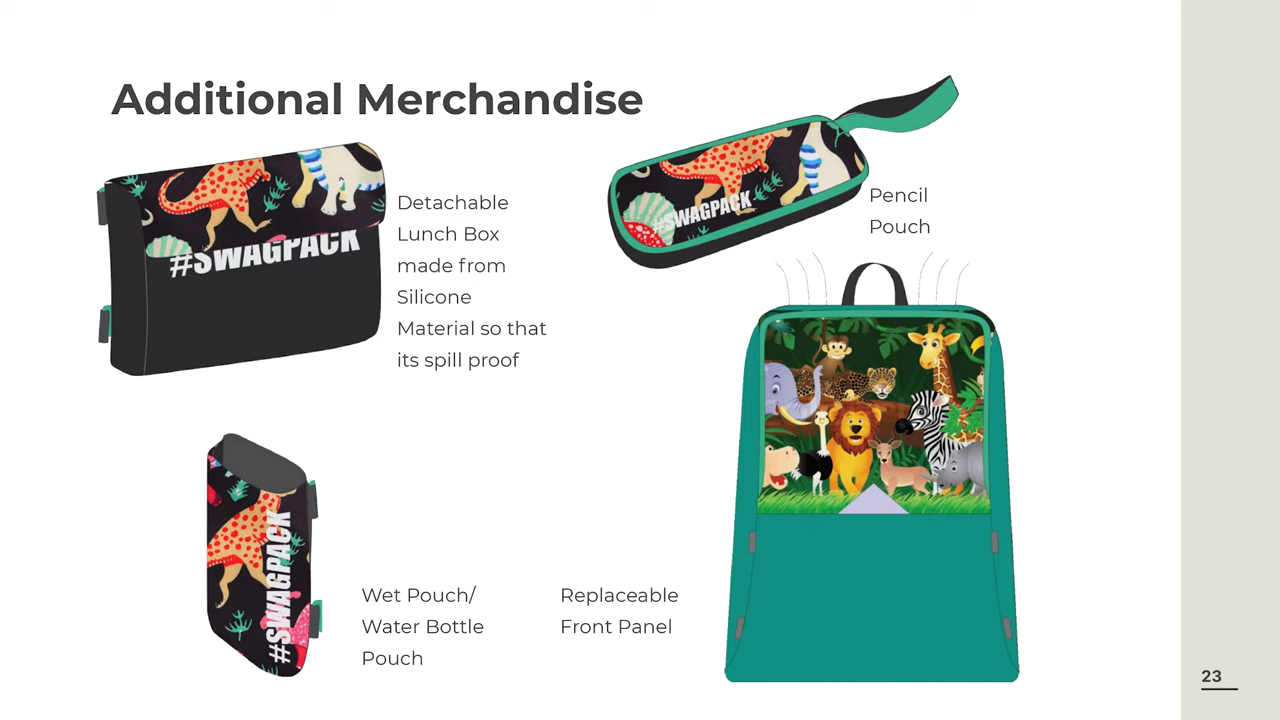 Additional Merchandise
#SWAGPACK
Detachable
Lunch Box
made from
Silicone
Material so that
its spill proof
#SWAGPACK
Pencil
Pouch
#SWAGPACK
Wet Pouch/
Water Bottle
Pouch
Replaceable
Front Panel
23